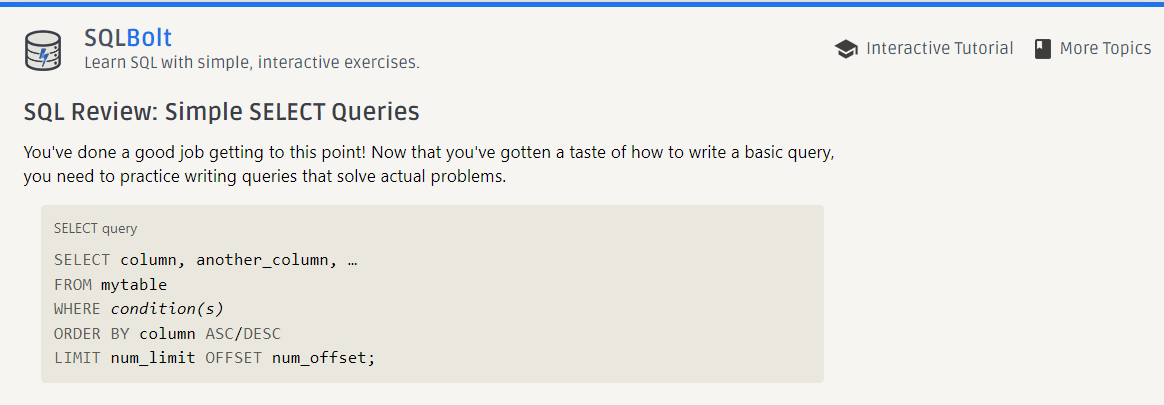 SQLBolt
Learn SQL with simple, interactive exercises.
Interactive Tutorial
More Topics
SQL Review: Simple SELECT Queries
You've done a good job getting to this point! Now that you've gotten a taste of how to write a basic query,
you need to practice writing queries that solve actual problems.
SELECT query
SELECT column, another_column, …
FROM mytable
WHERE condition(s)
ORDER BY column ASC/DESC
LIMIT num_limit OFFSET num_offset;